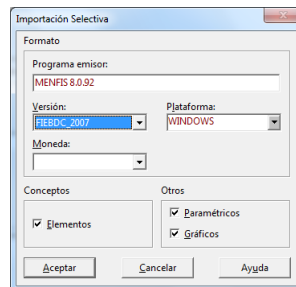 Importación Selectiva
Formato
Programa emisor:
MENFIS 8.0.92
Versión: Plataforma:
FIEBDC_2007 WINDOWS
Moneda:
Conceptos Otros
Elementos Paramétricos
Gráficos
Aceptar Cancelar Ayuda